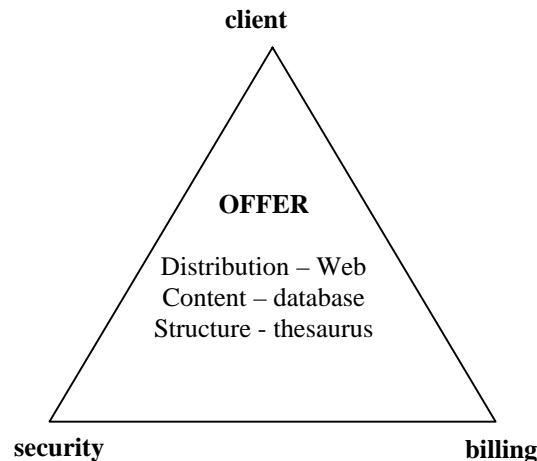 client
OFFER
Distribution – Web
Content – database
Structure - thesaurus
security
billing